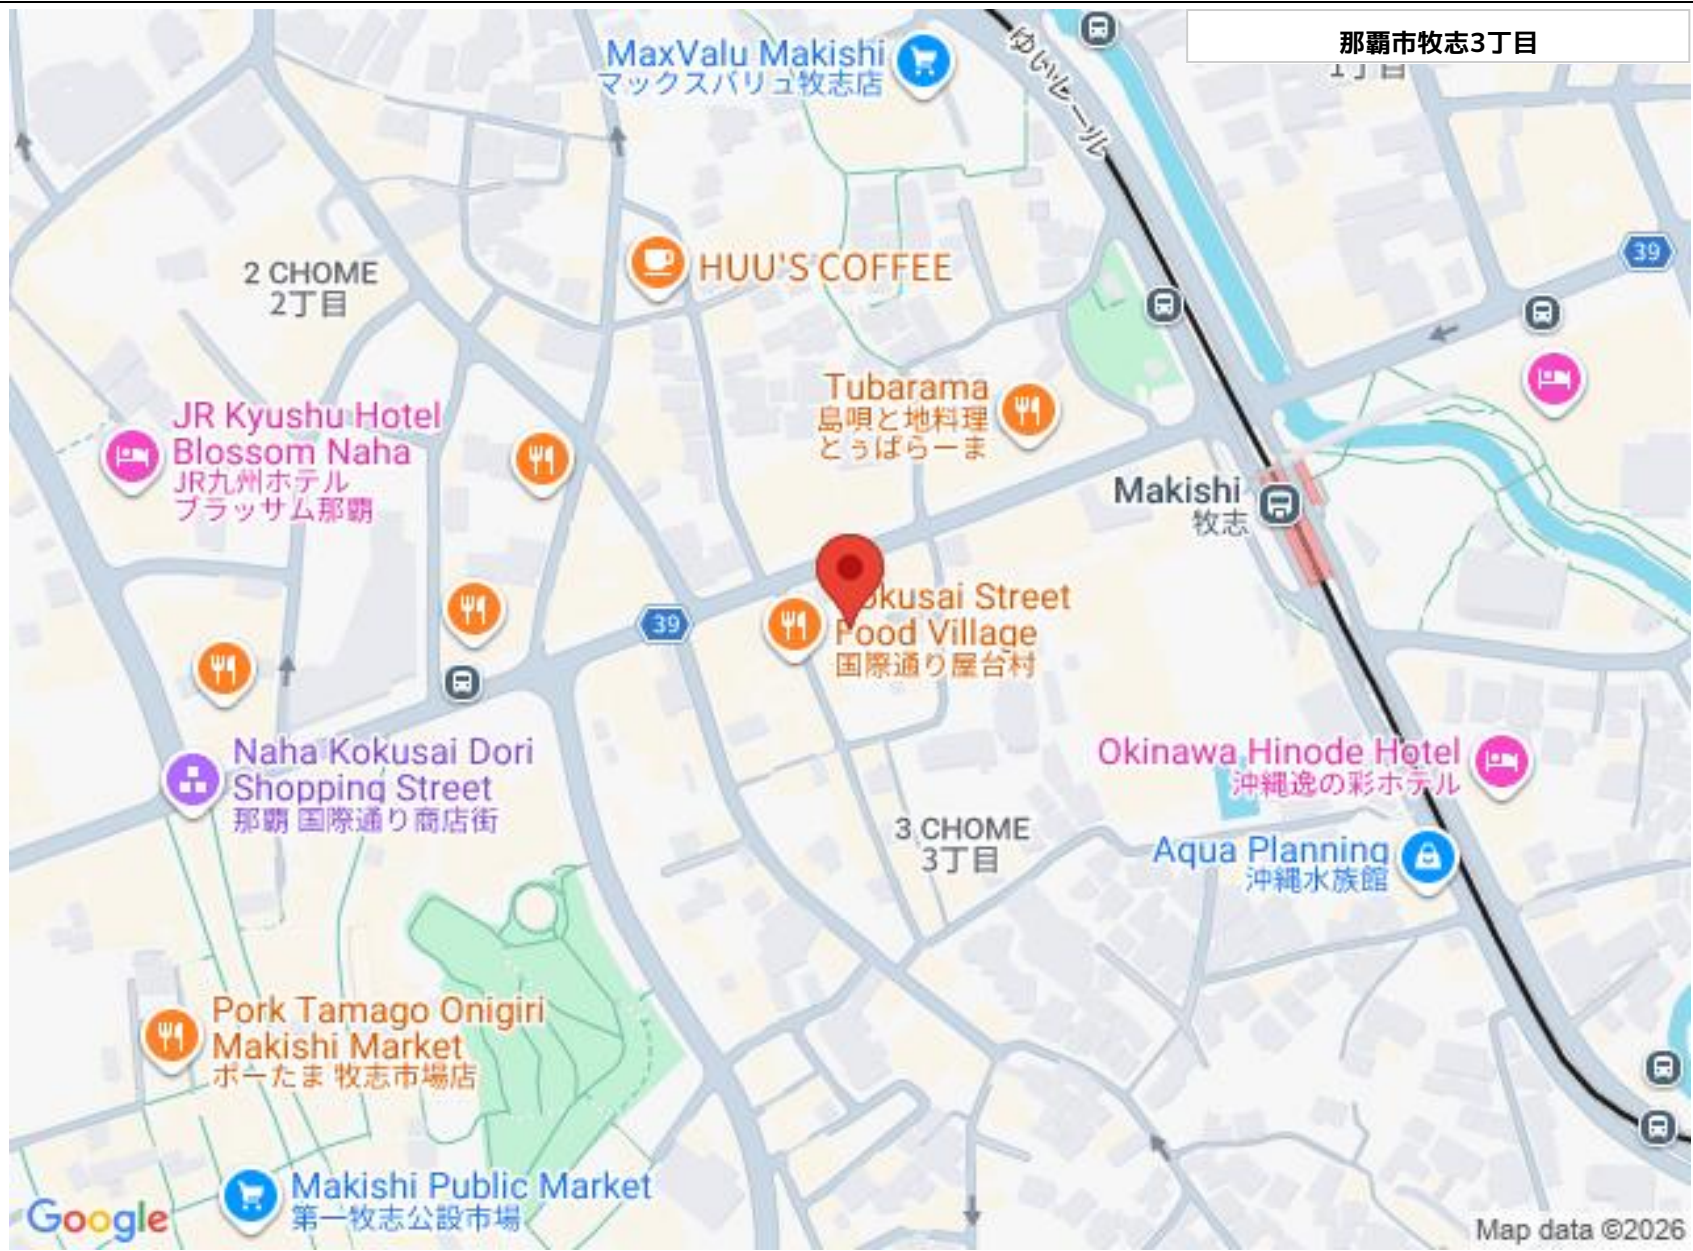 那覇市牧志3丁目
1丁目
MaxValu Makishi
マックスバリュ牧志店
ゆいレール
39
HUU'S COFFEE
2 CHOME
2丁目
Tubarama
島唄と地料理
とぅばらーま
JR Kyushu Hotel
Blossom Naha
JR九州ホテル
ブラッサム那覇
Makishi
牧志
39
Kokusai Street
Food Village
国際通り屋台村
Naha Kokusai Dori
Shopping Street
那覇 国際通り商店街
Okinawa Hinode Hotel
沖縄逸の彩ホテル
3 CHOME
3丁目
Aqua Planning
沖縄水族館
Pork Tamago Onigiri
Makishi Market
ポーたま 牧志市場店
Makishi Public Market
第一牧志公設市場
Google
Map data ©2026